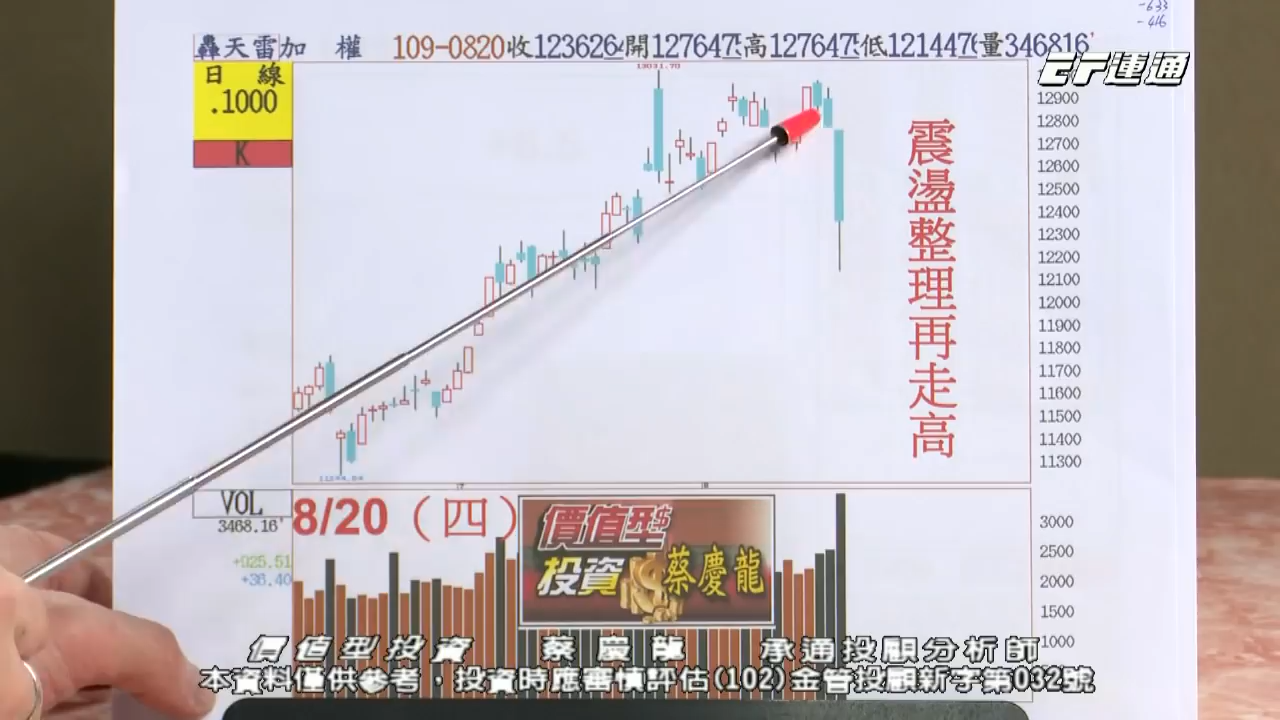 -633
-416
轟天雷加 權 109-0820收123626開127647高127647低121447量346816'
日 線
.1000
K
ET運通
13031.70
12900
12800
12700
12600
12500
12400
12300
12200
12100
12000
11900
11800
11700
11600
11500
11400
11300
震盪整理再走高
VOL
3468.16'
+925.51
+36.40
8/20（四）
3000
2500
2000
1500
1000
價值型$
投資 蔡慶龍
價值型投資 蔡慶龍 承通投顧分析師
本資料僅供參考，投資時應審慎評估(102)金管投顧新字第032號